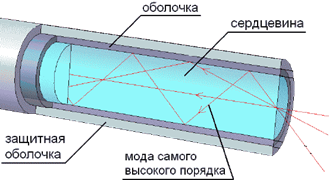 оболочка
сердцевина
защитная
оболочка
мода самого
высокого порядка